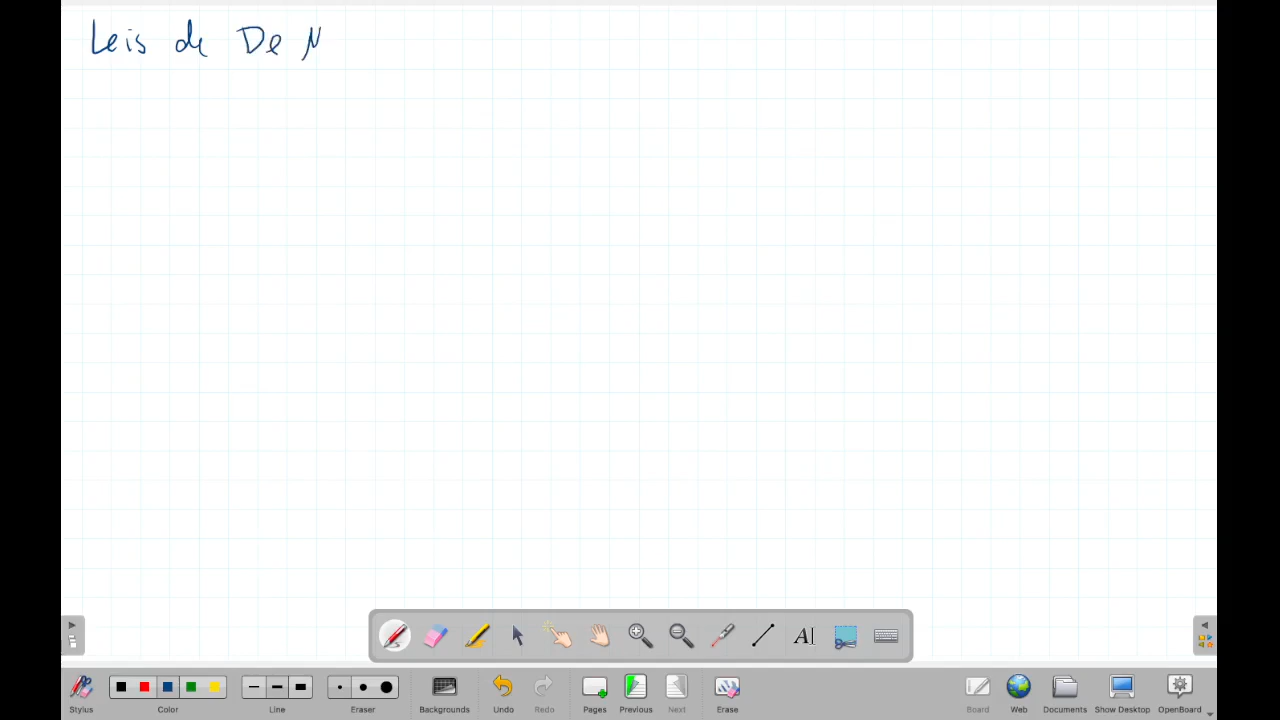 Leis de De M
Stylus
Color
Line
Eraser
Backgrounds
Undo
Redo
Pages
Previous
Next
Erase
Board
Web
Documents
Show Desktop
OpenBoard